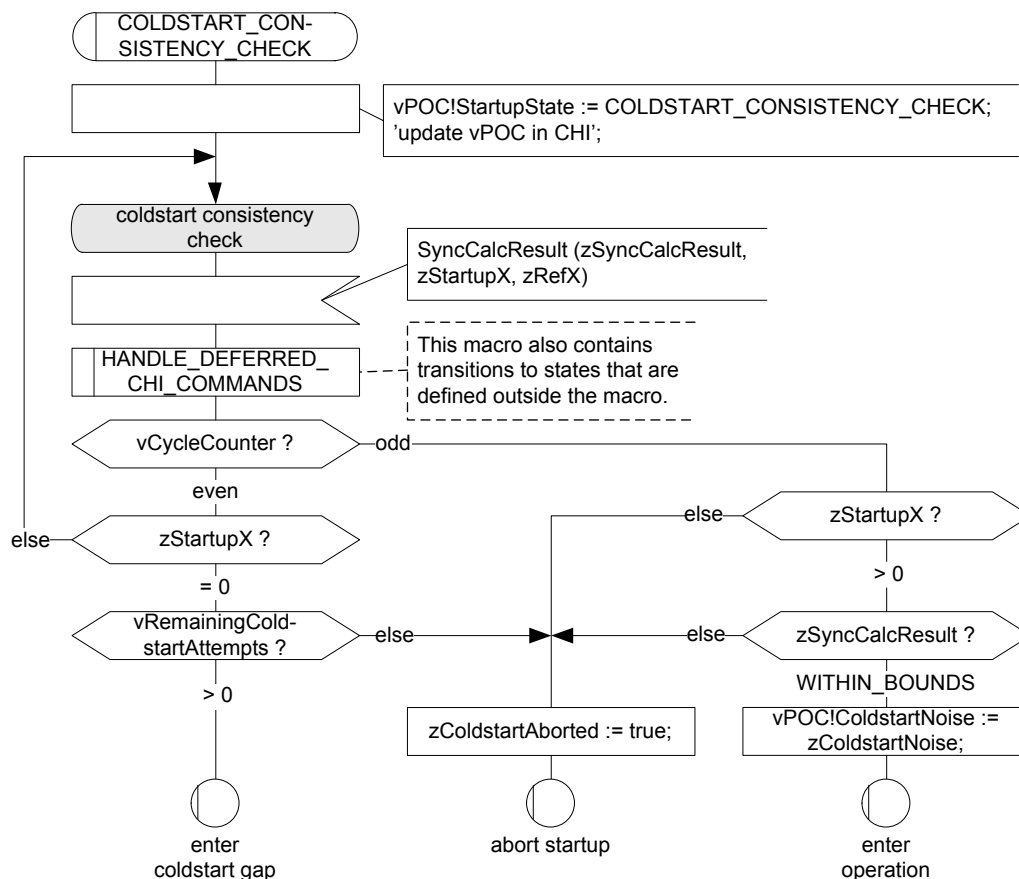 COLDSTART_CON-
SISTENCY_CHECK
vPOC!StartupState := COLDSTART_CONSISTENCY_CHECK;
'update vPOC in CHI';
coldstart consistency
check
SyncCalcResult (zSyncCalcResult,
zStartupX, zRefX)
HANDLE_DEFERRED_
CHI_COMMANDS
This macro also contains
transitions to states that are
defined outside the macro.
vCycleCounter ?
odd
even
else
zStartupX ?
else
zStartupX ?
= 0
> 0
vRemainingCold-
startAttempts ?
else
else
zSyncCalcResult ?
> 0
WITHIN_BOUNDS
zColdstartAborted := true;
vPOC!ColdstartNoise :=
zColdstartNoise;
enter
coldstart gap
abort startup
enter
operation